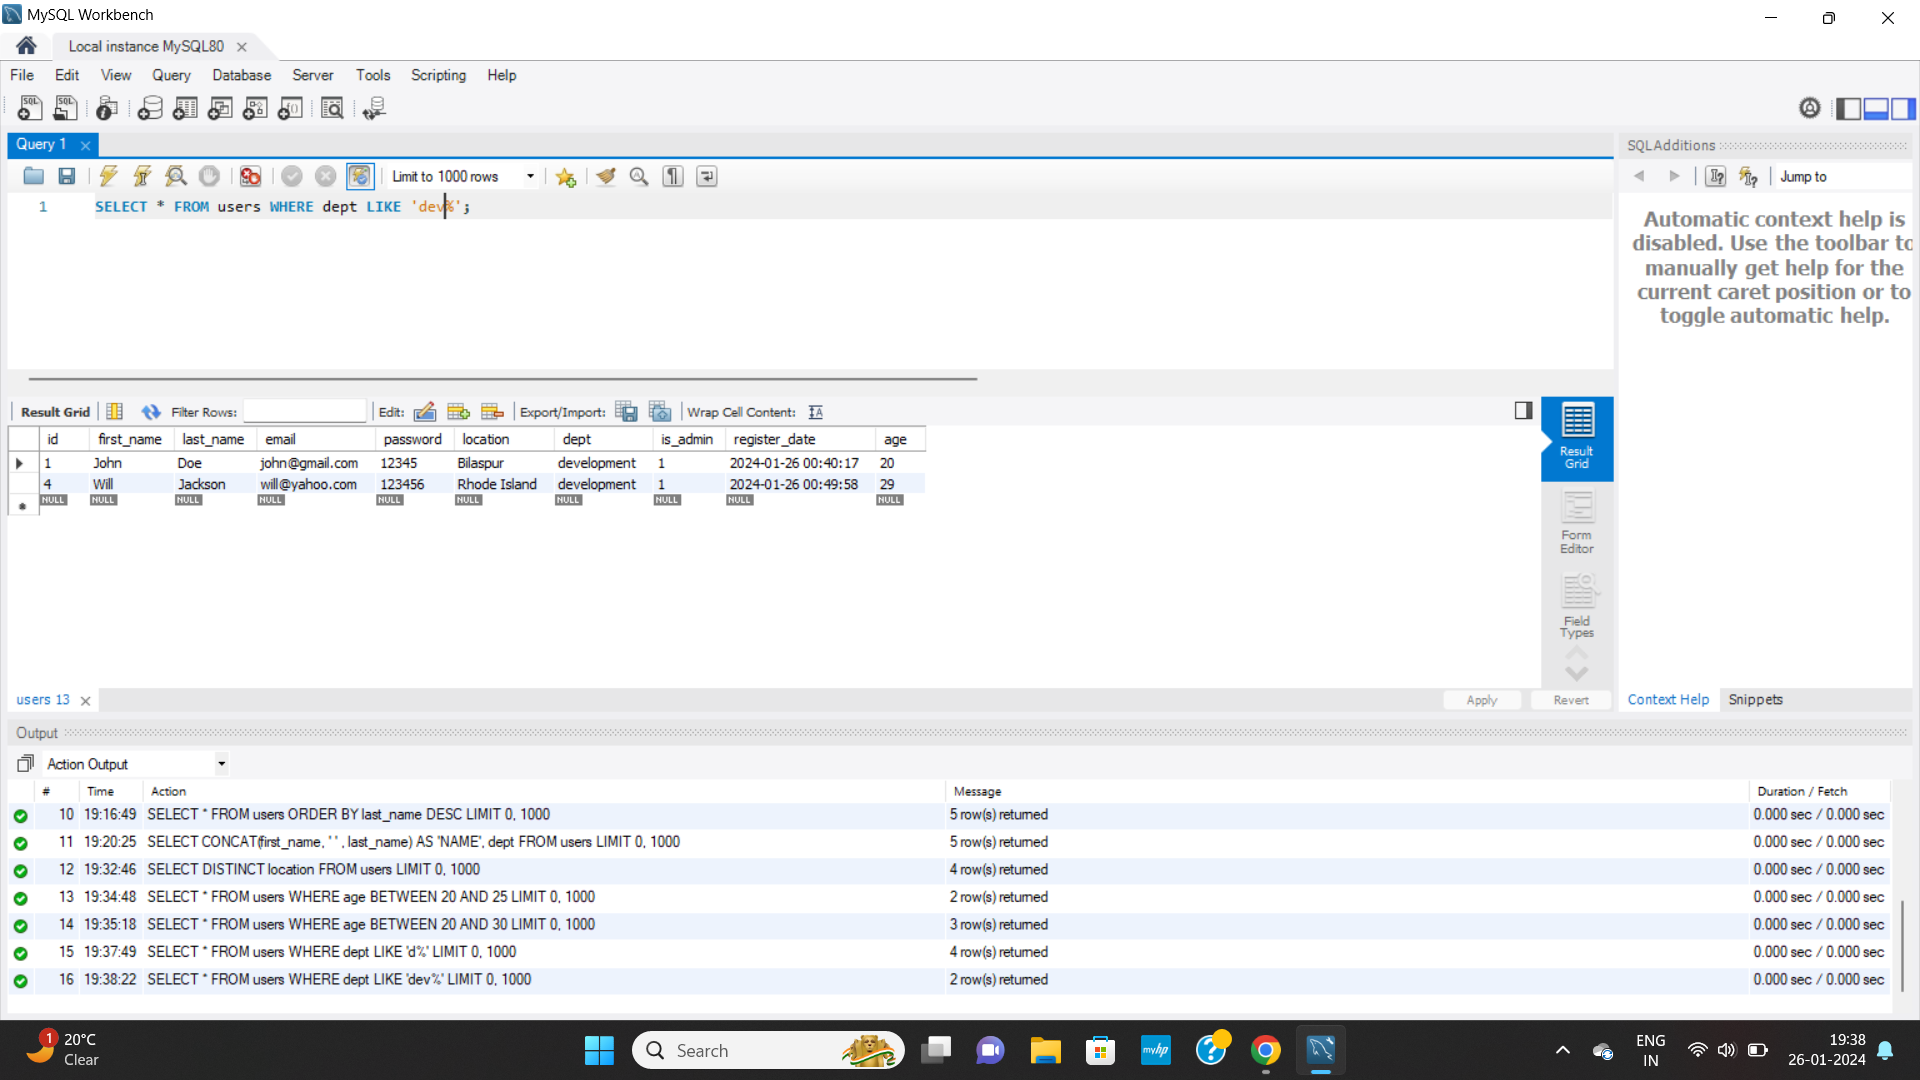 MySQL Workbench
Local instance MySQL80
File Edit View Query Database Server Tools Scripting Help
Query 1
SQLAdditions
Limit to 1000 rows
Jump to
1 SELECT * FROM users WHERE dept LIKE 'dev%';
Automatic context help is
disabled. Use the toolbar to
manually get help for the
current caret position or to
toggle automatic help.
Result Grid Filter Rows: Edit: Export/Import: Wrap Cell Content:
id first_name last_name email password location dept is_admin register_date age
1 John Doe john@gmail.com 12345 Bilaspur development 1 2024-01-26 00:40:17 20
4 Will Jackson will@yahoo.com 123456 Rhode Island development 1 2024-01-26 00:49:58 29
NULL NULL NULL NULL NULL NULL NULL NULL NULL NULL
Result
Grid
Form
Editor
Field
Types
users 13
Apply Revert
Context Help Snippets
Output
Action Output
# Time Action Message Duration / Fetch
10 19:16:49 SELECT * FROM users ORDER BY last_name DESC LIMIT 0, 1000 5 row(s) returned 0.000 sec / 0.000 sec
11 19:20:25 SELECT CONCAT(first_name, ' ' , last_name) AS 'NAME', dept FROM users LIMIT 0, 1000 5 row(s) returned 0.000 sec / 0.000 sec
12 19:32:46 SELECT DISTINCT location FROM users LIMIT 0, 1000 4 row(s) returned 0.000 sec / 0.000 sec
13 19:34:48 SELECT * FROM users WHERE age BETWEEN 20 AND 25 LIMIT 0, 1000 2 row(s) returned 0.000 sec / 0.000 sec
14 19:35:18 SELECT * FROM users WHERE age BETWEEN 20 AND 30 LIMIT 0, 1000 3 row(s) returned 0.000 sec / 0.000 sec
15 19:37:49 SELECT * FROM users WHERE dept LIKE 'd%' LIMIT 0, 1000 4 row(s) returned 0.000 sec / 0.000 sec
16 19:38:22 SELECT * FROM users WHERE dept LIKE 'dev%' LIMIT 0, 1000 2 row(s) returned 0.000 sec / 0.000 sec
1
20°C
Clear
Search
myhp
ENG
IN
19:38
26-01-2024